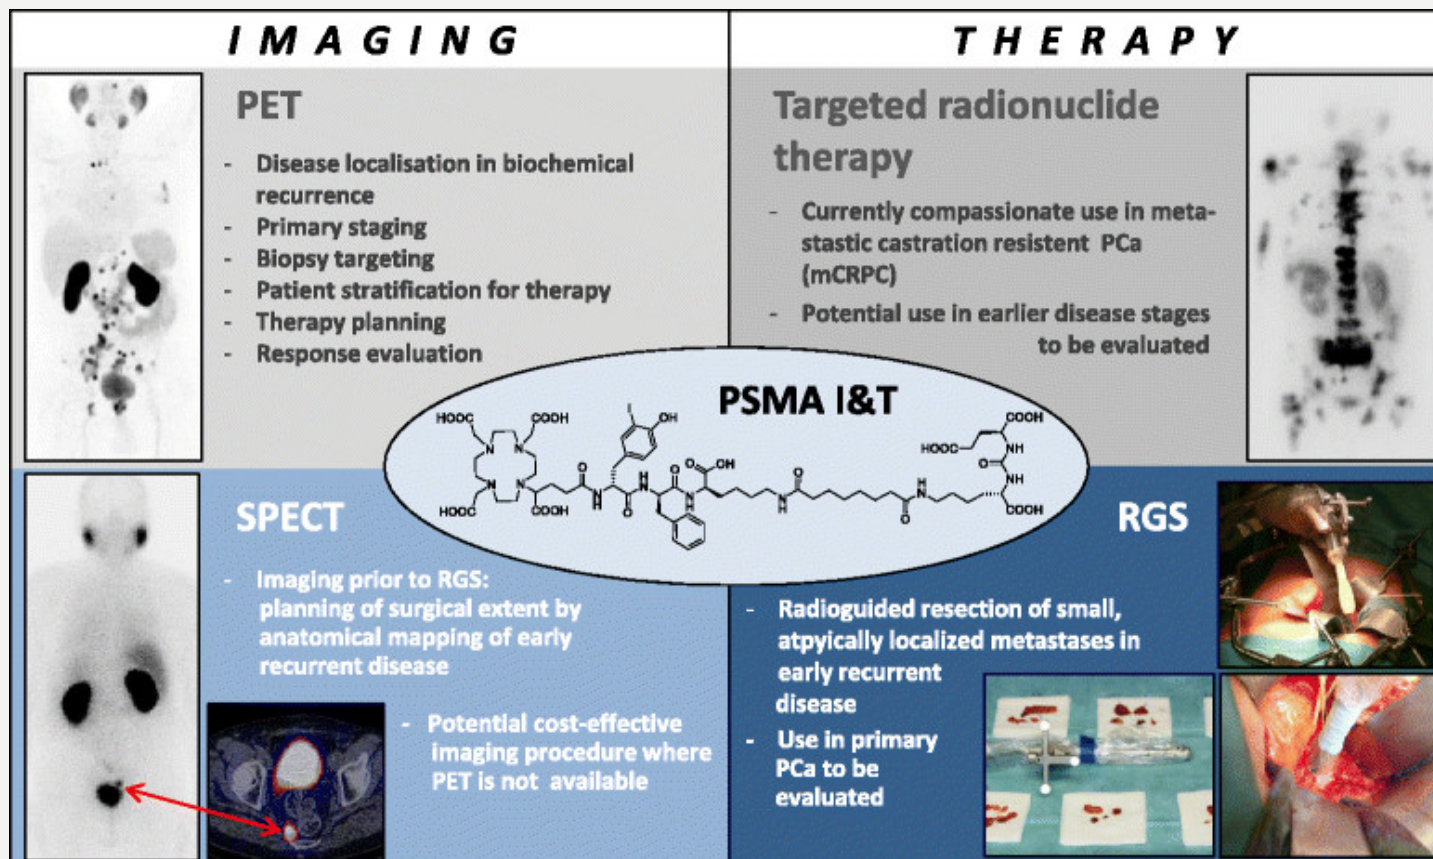 IMAGING
THERAPY
PET
- Disease localisation in biochemical
recurrence
- Primary staging
- Biopsy targeting
- Patient stratification for therapy
- Therapy planning
- Response evaluation
Targeted radionuclide
therapy
- Currently compassionate use in meta-
stastic castration resistent PCa
(mCRPC)
- Potential use in earlier disease stages
to be evaluated
PSMA I&T
HOOC
COOH
I
OH
COOH
HOOC
N
N
N
N
HOOC
COOH
O
H
N
O
H
N
O
N
H
O
OH
N
H
O
O
H
N
O
NH
NH
COOH
SPECT
- Imaging prior to RGS:
planning of surgical extent by
anatomical mapping of early
recurrent disease
- Potential cost-effective
imaging procedure where
PET is not available
RGS
- Radioguided resection of small,
atpyically localized metastases in
early recurrent
disease
- Use in primary
PCa to be
evaluated